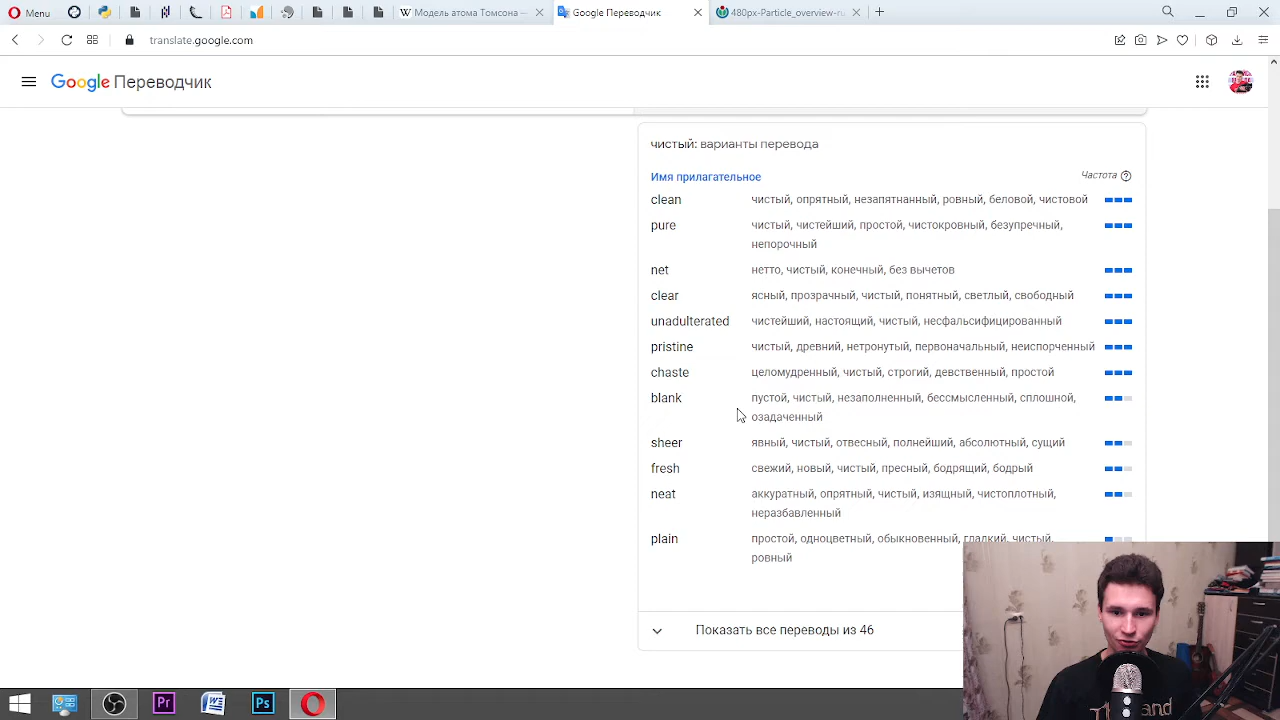 Menu
Модель атома Томсона —
Google Переводчик
480px-Particle_overview-ru
translate.google.com
Google Переводчик
чистый: варианты перевода
Имя прилагательное
Частота
clean
чистый, опрятный, незапятнанный, ровный, беловой, чистовой
pure
чистый, чистейший, простой, чистокровный, безупречный,
непорочный
net
нетто, чистый, конечный, без вычетов
clear
ясный, прозрачный, чистый, понятный, светлый, свободный
unadulterated
чистейший, настоящий, чистый, несфальсифицированный
pristine
чистый, древний, нетронутый, первоначальный, неиспорченный
chaste
целомудренный, чистый, строгий, девственный, простой
blank
пустой, чистый, незаполненный, бессмысленный, сплошной,
озадаченный
sheer
явный, чистый, отвесный, полнейший, абсолютный, сущий
fresh
свежий, новый, чистый, пресный, бодрящий, бодрый
neat
аккуратный, опрятный, чистый, изящный, чистоплотный,
неразбавленный
plain
простой, одноцветный, обыкновенный, гладкий, чистый,
ровный
Показать все переводы из 46
Pr
Ps